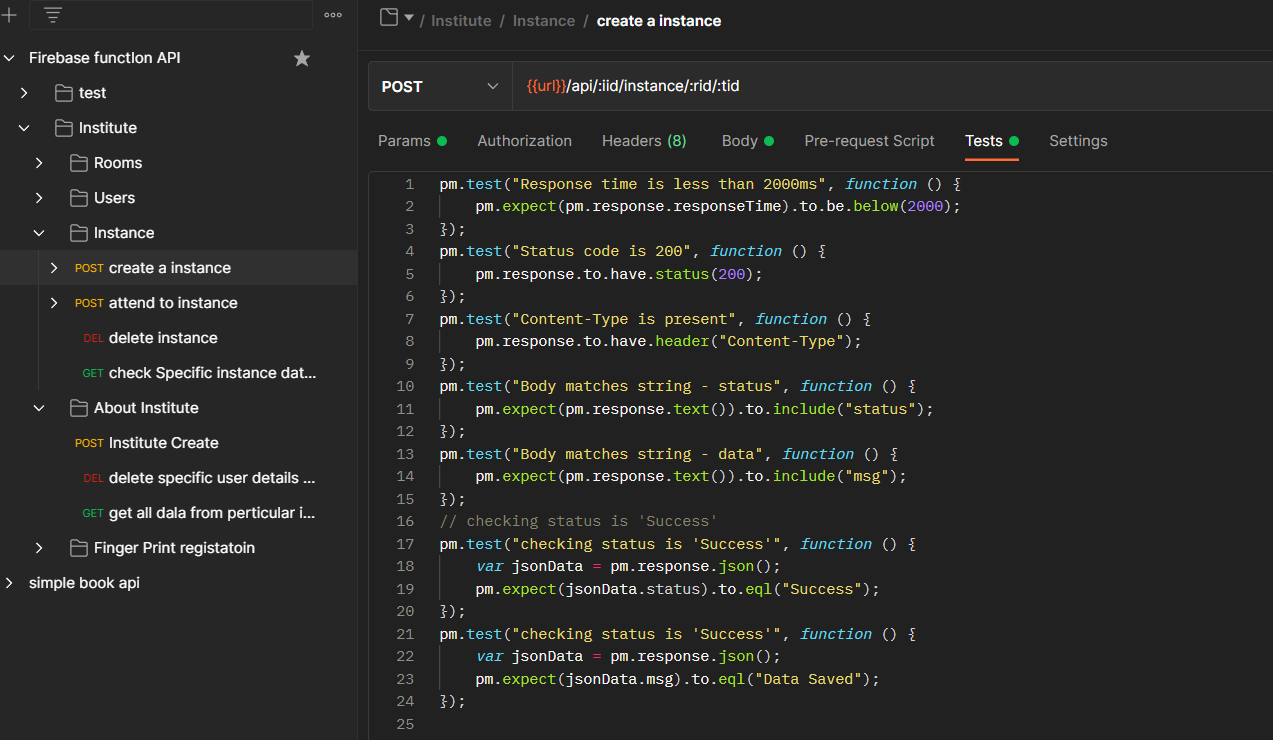 Firebase function API
test
Institute
Rooms
Users
Instance
POST create a instance
POST attend to instance
DEL delete instance
GET check Specific instance dat...
About Institute
POST Institute Create
DEL delete specific user details ...
GET get all dala from perticular i...
Finger Print registatoin
simple book api
/ Institute / Instance / create a instance
POST {{url}}/api/:iid/instance/:rid/:tid
Params Authorization Headers (8) Body Pre-request Script Tests Settings
1 pm.test("Response time is less than 2000ms", function () {
2 pm.expect(pm.response.responseTime).to.be.below(2000);
3 });
4 pm.test("Status code is 200", function () {
5 pm.response.to.have.status(200);
6 });
7 pm.test("Content-Type is present", function () {
8 pm.response.to.have.header("Content-Type");
9 });
10 pm.test("Body matches string - status", function () {
11 pm.expect(pm.response.text()).to.include("status");
12 });
13 pm.test("Body matches string - data", function () {
14 pm.expect(pm.response.text()).to.include("msg");
15 });
16 // checking status is 'Success'
17 pm.test("checking status is 'Success'", function () {
18 var jsonData = pm.response.json();
19 pm.expect(jsonData.status).to.eql("Success");
20 });
21 pm.test("checking status is 'Success'", function () {
22 var jsonData = pm.response.json();
23 pm.expect(jsonData.msg).to.eql("Data Saved");
24 });
25